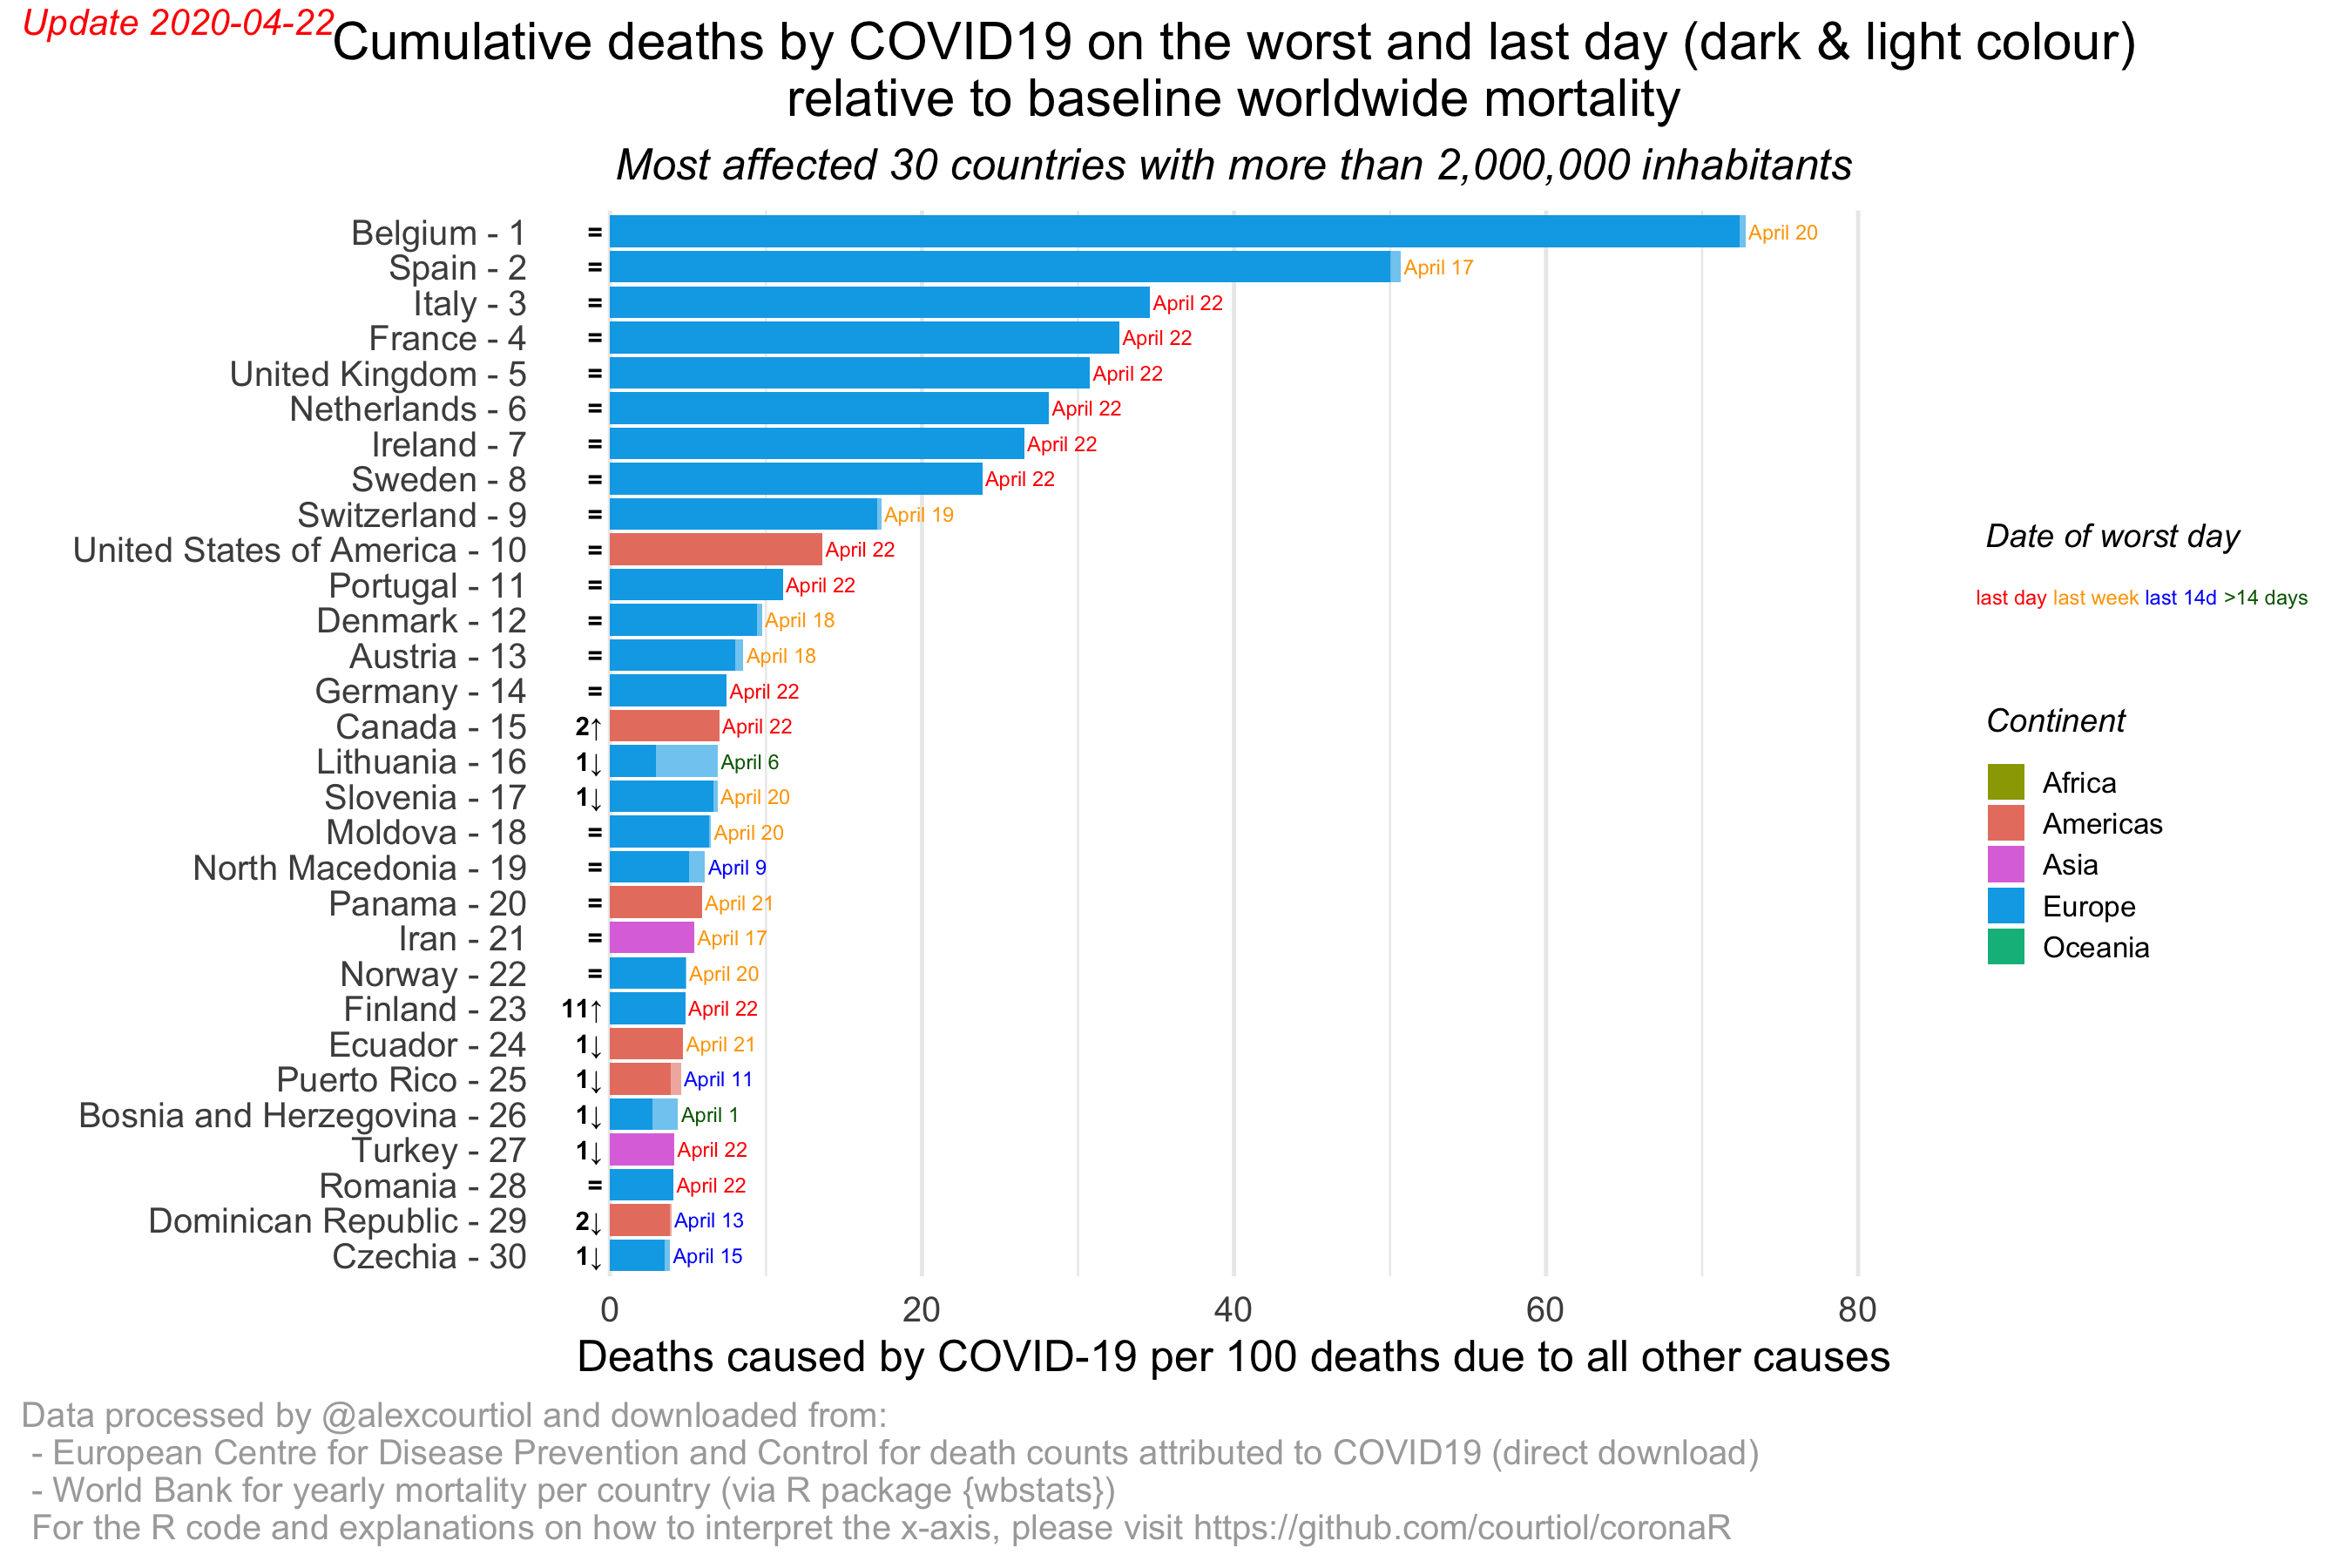 Update 2020-04-22
Cumulative deaths by COVID19 on the worst and last day (dark & light colour)
relative to baseline worldwide mortality
Most affected 30 countries with more than 2,000,000 inhabitants
Belgium - 1 = April 20
Spain - 2 = April 17
Italy - 3 = April 22
France - 4 = April 22
United Kingdom - 5 = April 22
Netherlands - 6 = April 22
Ireland - 7 = April 22
Sweden - 8 = April 22
Switzerland - 9 = April 19
United States of America - 10 = April 22
Portugal - 11 = April 22
Denmark - 12 = April 18
Austria - 13 = April 18
Germany - 14 = April 22
Canada - 15 2↑ April 22
Lithuania - 16 1↓ April 6
Slovenia - 17 1↓ April 20
Moldova - 18 = April 20
North Macedonia - 19 = April 9
Panama - 20 = April 21
Iran - 21 = April 17
Norway - 22 = April 20
Finland - 23 11↑ April 22
Ecuador - 24 1↓ April 21
Puerto Rico - 25 1↓ April 11
Bosnia and Herzegovina - 26 1↓ April 1
Turkey - 27 1↓ April 22
Romania - 28 = April 22
Dominican Republic - 29 2↓ April 13
Czechia - 30 1↓ April 15
0 20 40 60 80
Deaths caused by COVID-19 per 100 deaths due to all other causes
Date of worst day
last day last week last 14d >14 days
Continent
Africa
Americas
Asia
Europe
Oceania
Data processed by @alexcourtiol and downloaded from:
- European Centre for Disease Prevention and Control for death counts attributed to COVID19 (direct download)
- World Bank for yearly mortality per country (via R package {wbstats})
For the R code and explanations on how to interpret the x-axis, please visit https://github.com/courtiol/coronaR